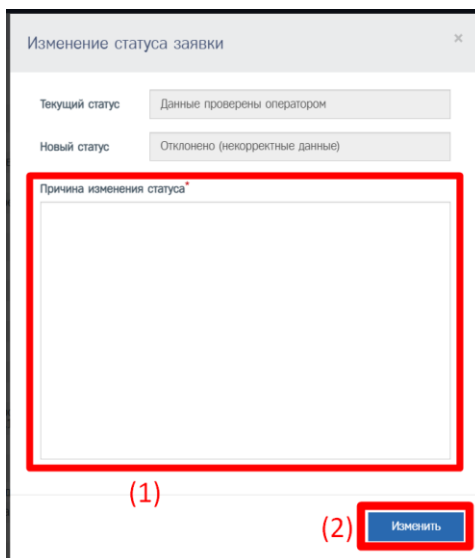 Изменение статуса заявки ×
Текущий статус Данные проверены оператором
Новый статус Отклонено (некорректные данные)
Причина изменения статуса*
(1)
(2) Изменить